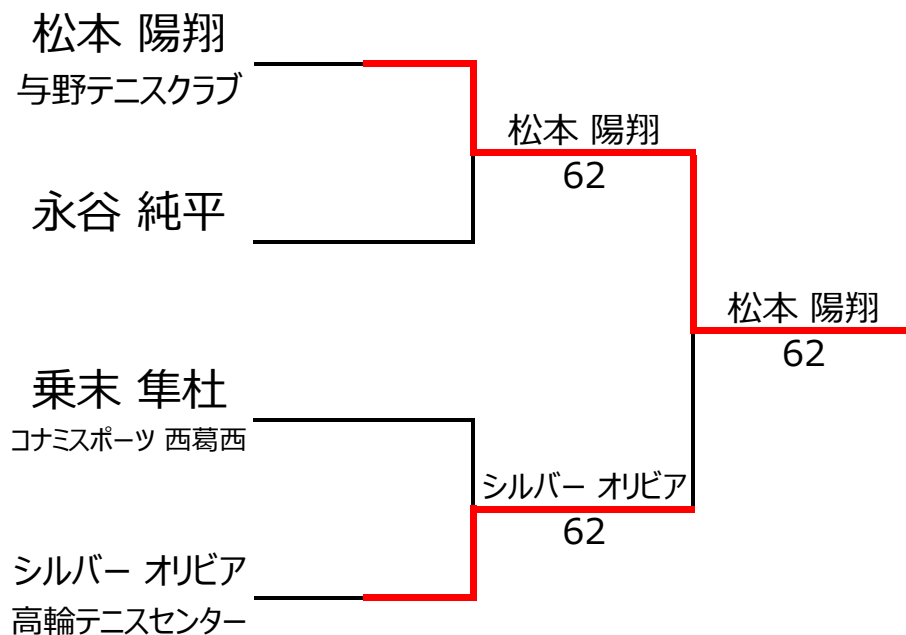 松本 陽翔
与野テニスクラブ
松本 陽翔
62
永谷 純平
松本 陽翔
62
乗末 隼杜
コナミスポーツ 西葛西
シルバー オリビア
62
シルバー オリビア
高輪テニスセンター